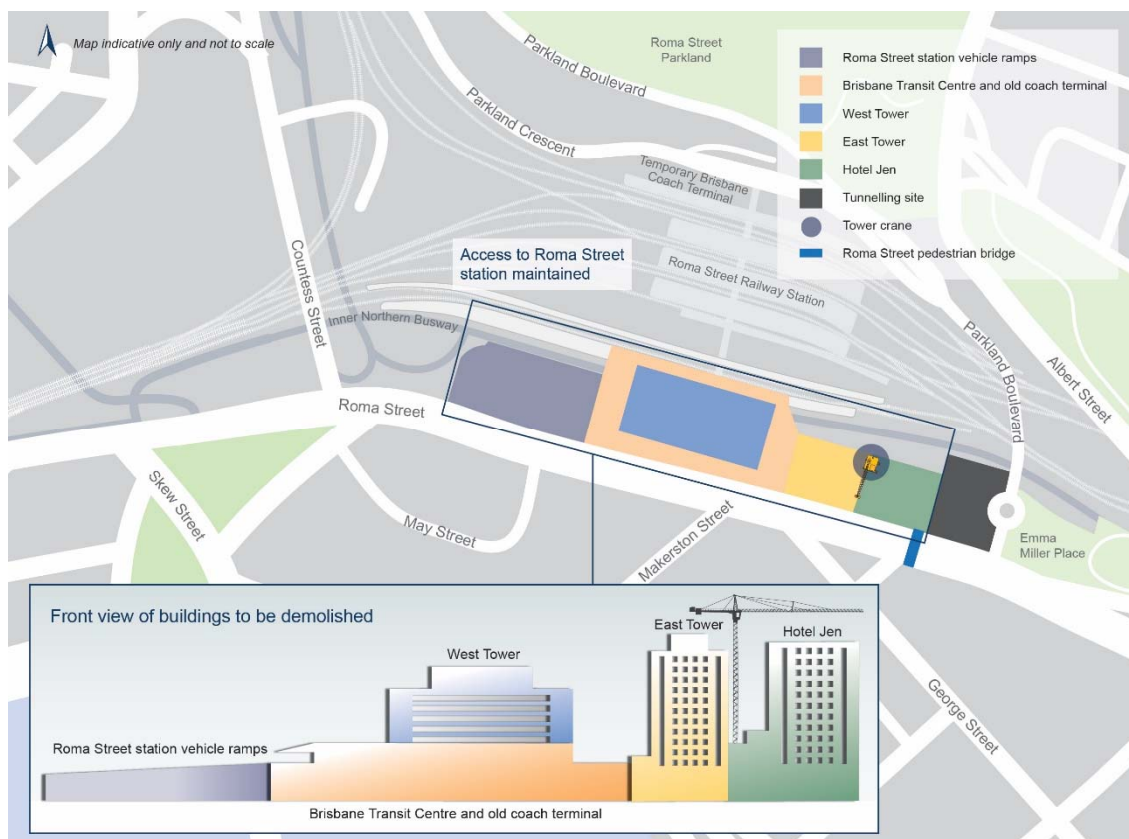 Map indicative only and not to scale
Parkland Boulevard
Roma Street
Parkland
Roma Street station vehicle ramps
Brisbane Transit Centre and old coach terminal
West Tower
East Tower
Hotel Jen
Tunnelling site
Tower crane
Roma Street pedestrian bridge
Parkland Crescent
Temporary Brisbane
Coach Terminal
Countess Street
Access to Roma Street
station maintained
Roma Street Railway Station
Inner Northern Busway
Parkland Boulevard
Albert Street
Roma Street
Skew Street
May Street
Makerston Street
Emma
Miller Place
George Street
Front view of buildings to be demolished
East Tower
Hotel Jen
West Tower
Roma Street station vehicle ramps
Brisbane Transit Centre and old coach terminal